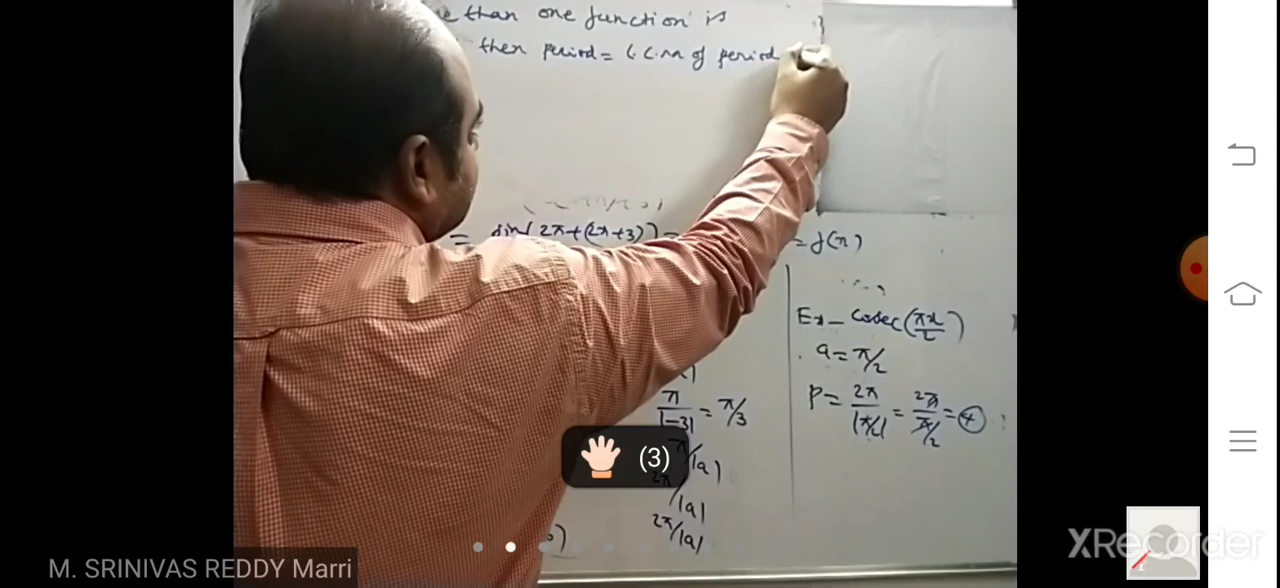 than one function is
then period = L.C.M of period
= sin(2π+(2x+3)) =
= f(x)
Ex- Cosec(πx/2)
a = π/2
π/|-3| = π/3
P = 2π/|π/2| = 2π/π/2 = 4
(3)
π/|a|
2π/|a|
2π/|a|
M. SRINIVAS REDDY Marri
XRecorder